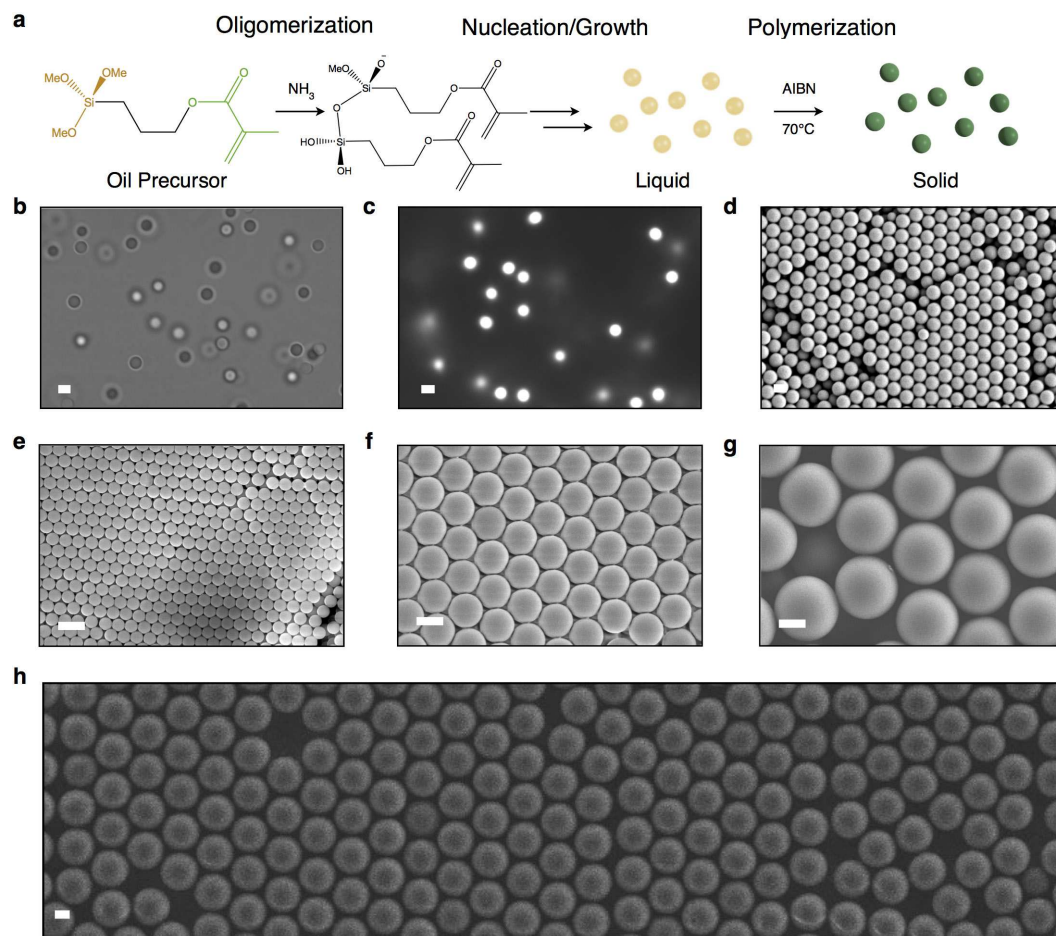 a
Oligomerization
Nucleation/Growth
Polymerization
MeO OMe
Si
MeO
O
O
NH3
MeO
O
-
Si
O
O
O
HO
Si
O
O
OH
AIBN
70°C
Oil Precursor
Liquid
Solid
b
c
d
e
f
g
h